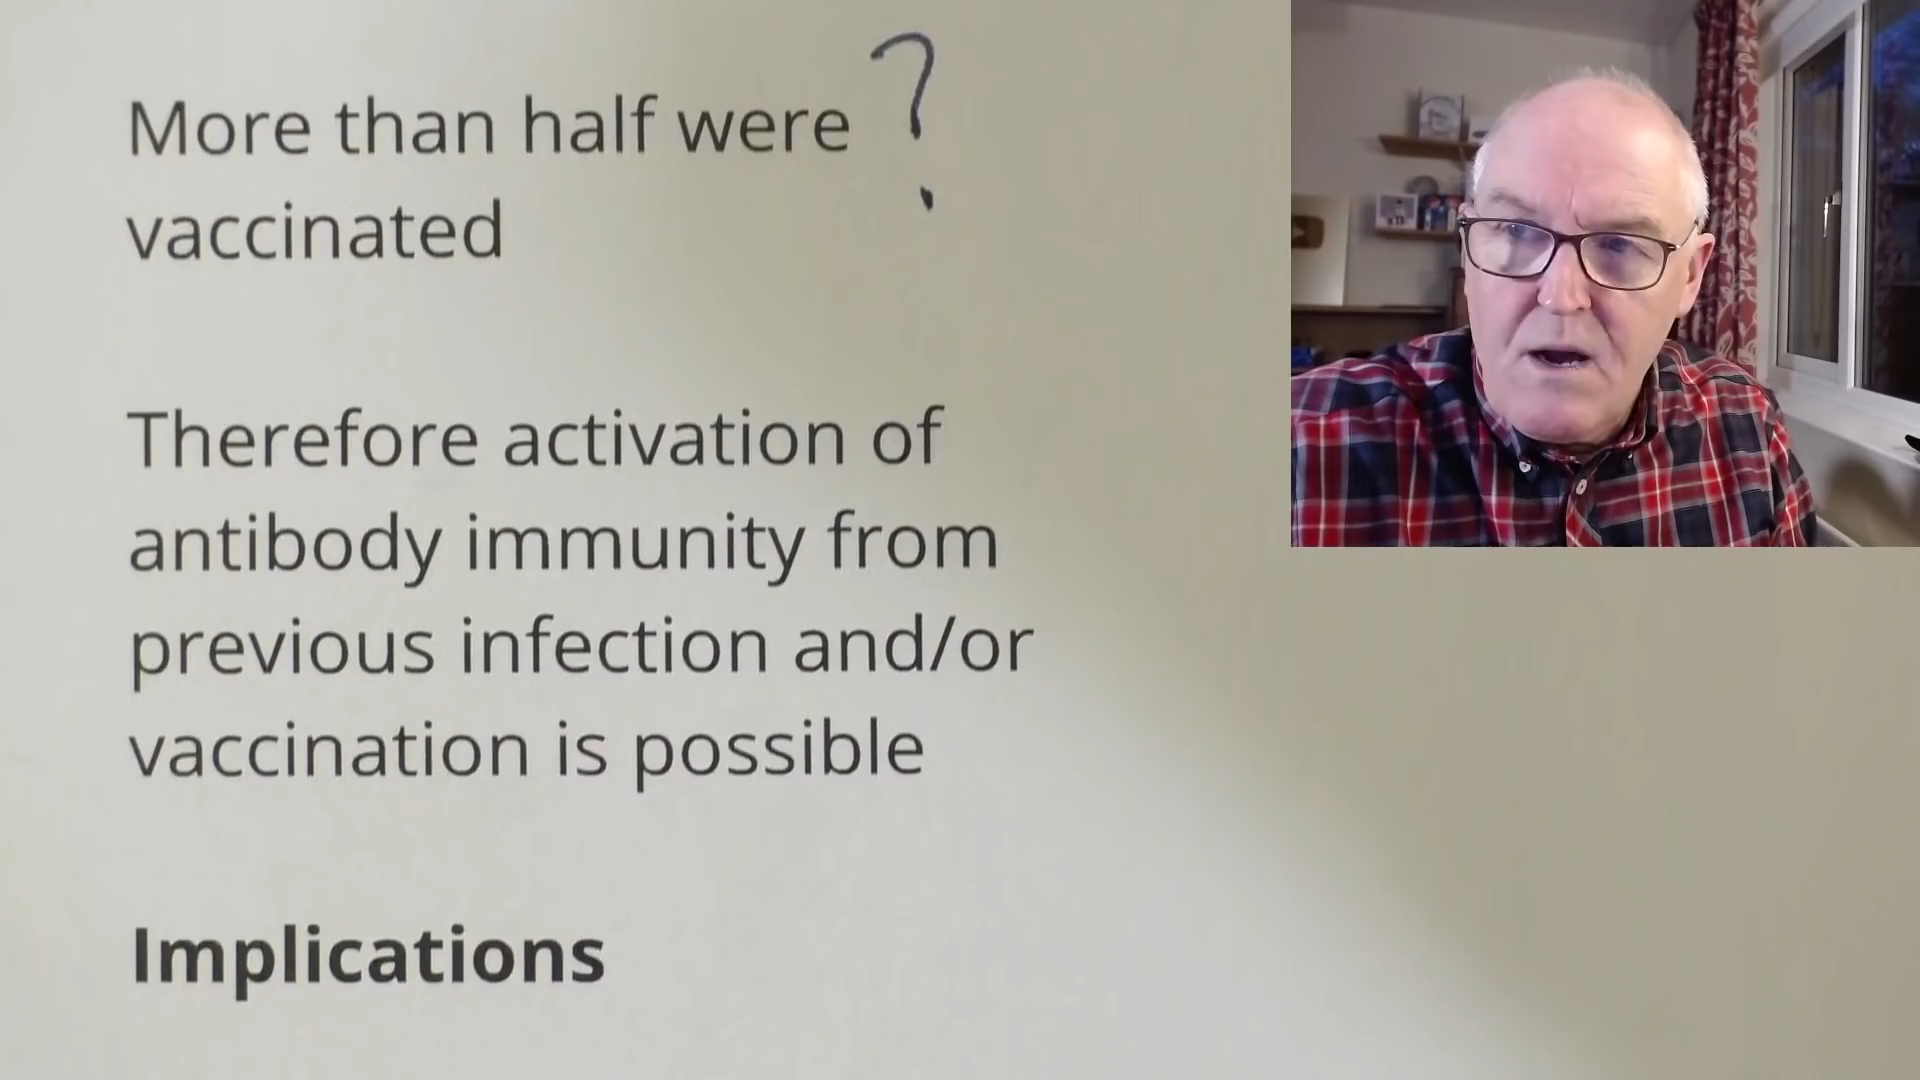 More than half were ?
vaccinated
Therefore activation of
antibody immunity from
previous infection and/or
vaccination is possible
Implications